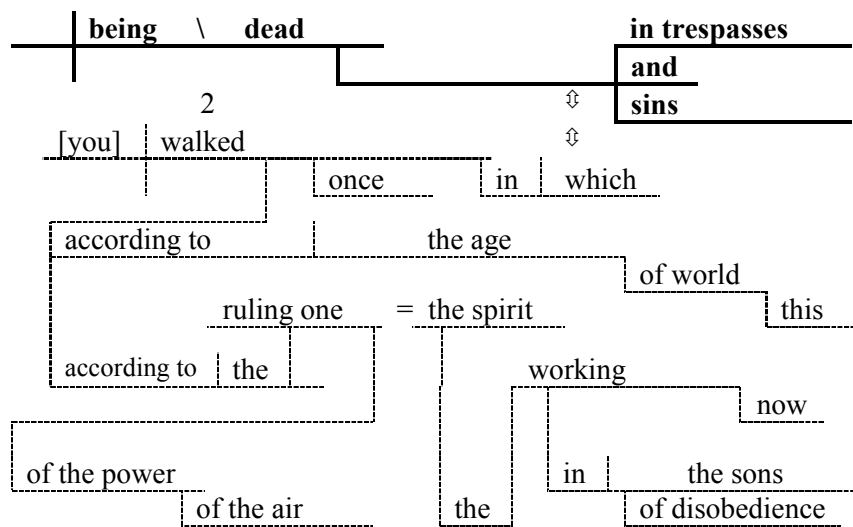 being \ dead in trespasses
and
2 ⇳ sins
[you] walked ⇳
once in which
according to the age
of world
ruling one = the spirit this
according to the working
now
of the power in the sons
of the air the of disobedience